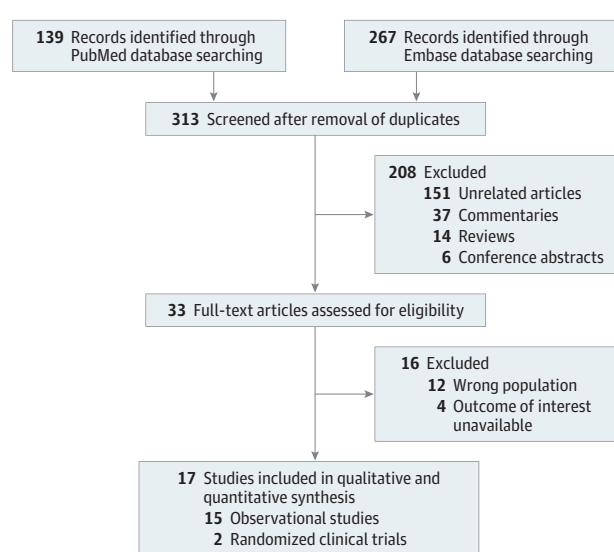 139 Records identified through
PubMed database searching
267 Records identified through
Embase database searching
313 Screened after removal of duplicates
208 Excluded
151 Unrelated articles
37 Commentaries
14 Reviews
6 Conference abstracts
33 Full-text articles assessed for eligibility
16 Excluded
12 Wrong population
4 Outcome of interest
unavailable
17 Studies included in qualitative and
quantitative synthesis
15 Observational studies
2 Randomized clinical trials